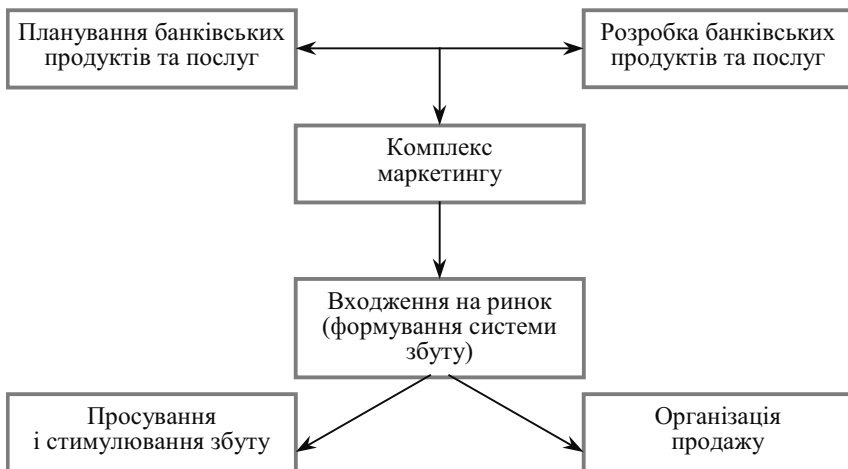 Планування банківських
продуктів та послуг
Розробка банківських
продуктів та послуг
Комплекс
маркетингу
Входження на ринок
(формування системи
збуту)
Просування
і стимулювання збуту
Організація
продажу